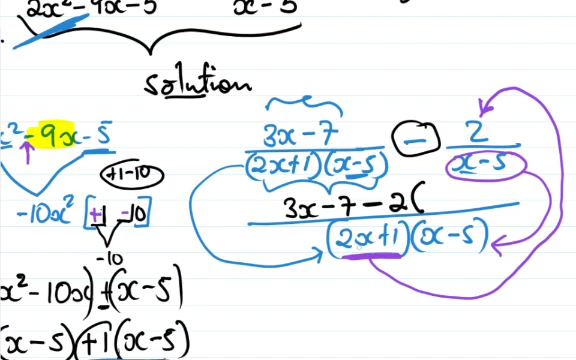 2x²-9x-5 x-5
solution
x²-9x-5
+1-10
-10x² [+1 -10]
-10
x²-10x)+(x-5)
(x-5)+1(x-5)
3x-7 - 2
(2x+1)(x-5) x-5
3x-7-2(
(2x+1)(x-5)